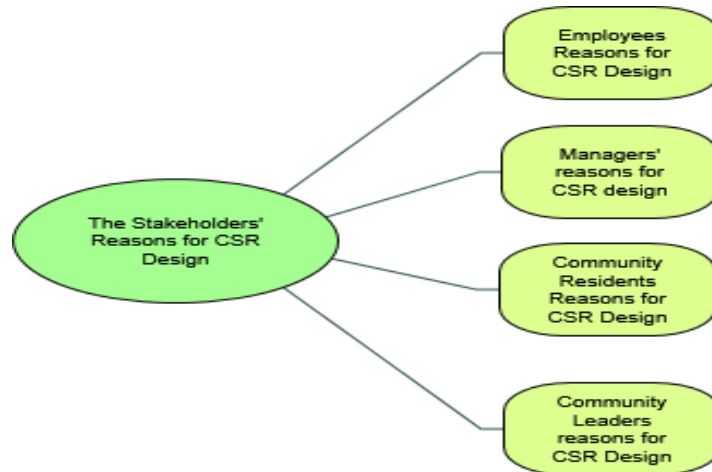 Employees
Reasons for
CSR Design
Managers'
reasons for
CSR design
The Stakeholders'
Reasons for CSR
Design
Community
Residents
Reasons for
CSR Design
Community
Leaders
reasons for
CSR Design